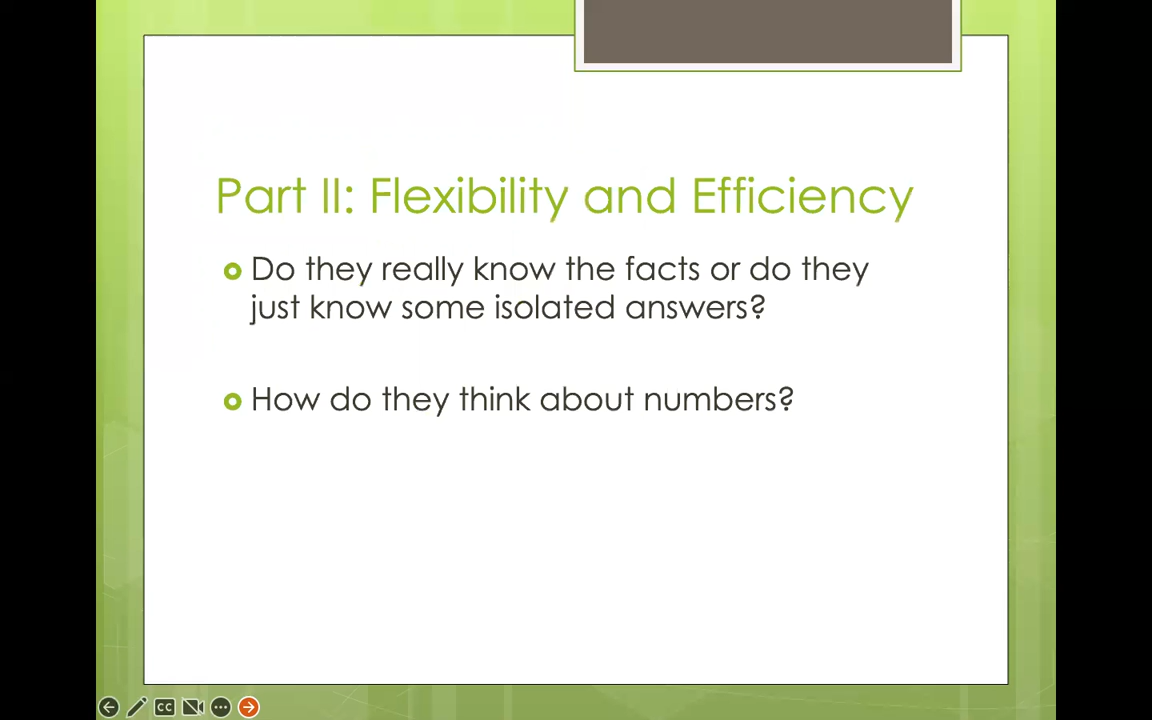 Part II: Flexibility and Efficiency
Do they really know the facts or do they
just know some isolated answers?
How do they think about numbers?
CC